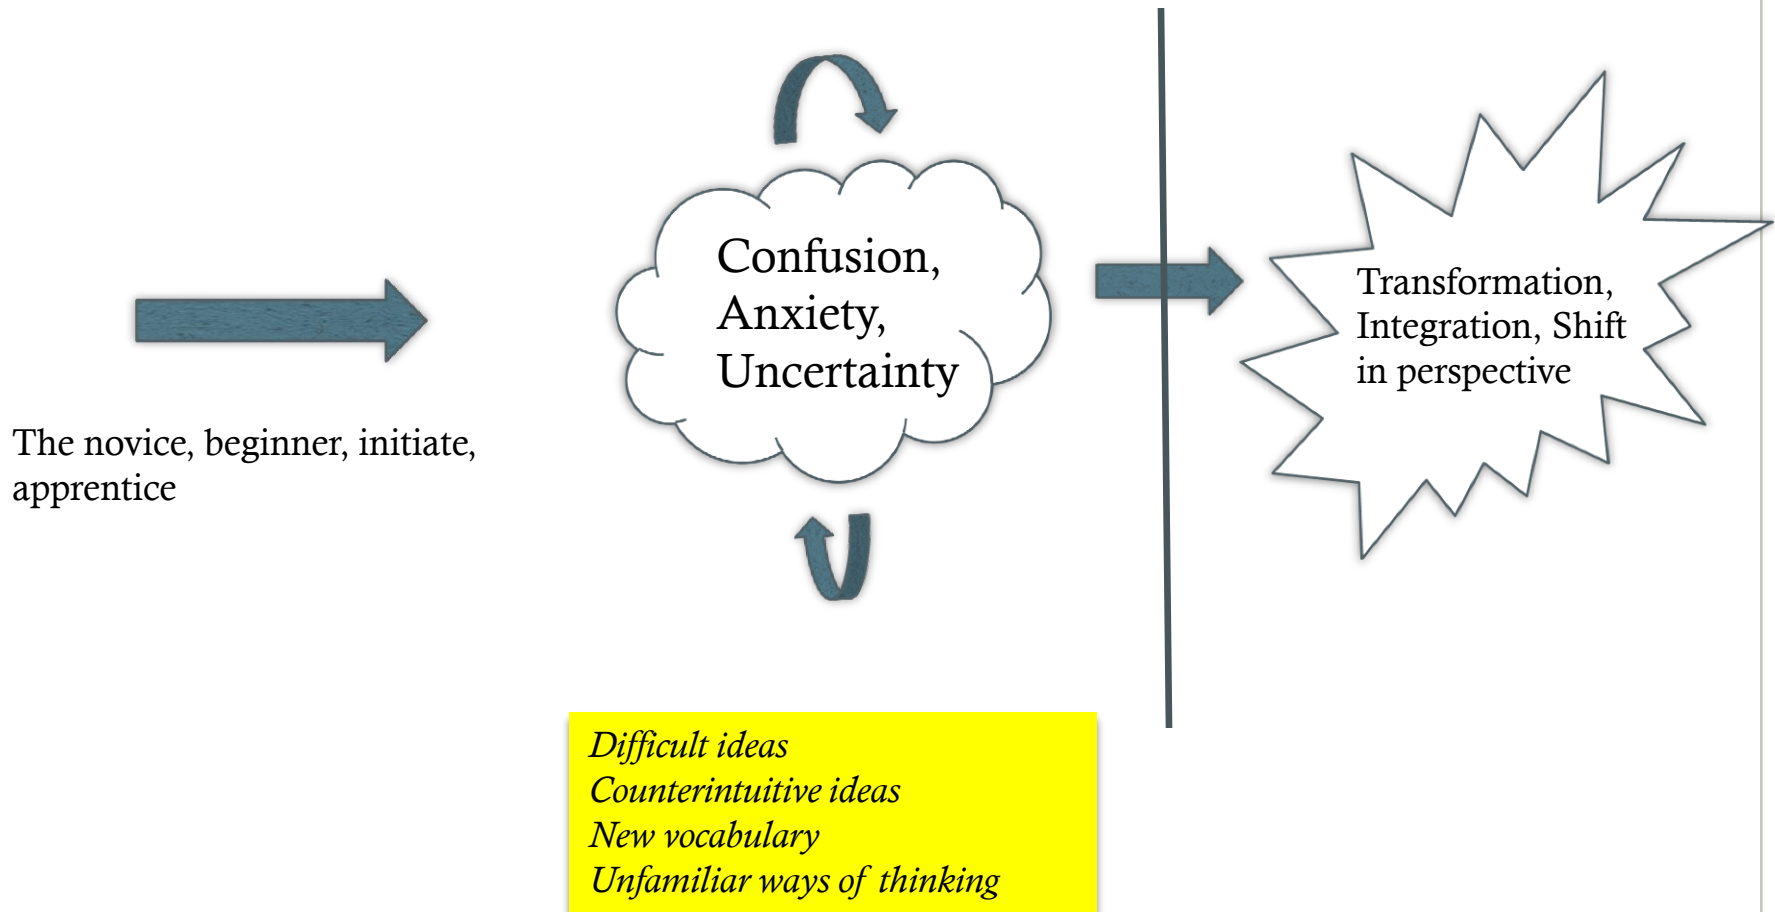 The novice, beginner, initiate,
apprentice
Confusion,
Anxiety,
Uncertainty
Transformation,
Integration, Shift
in perspective
Difficult ideas
Counterintuitive ideas
New vocabulary
Unfamiliar ways of thinking